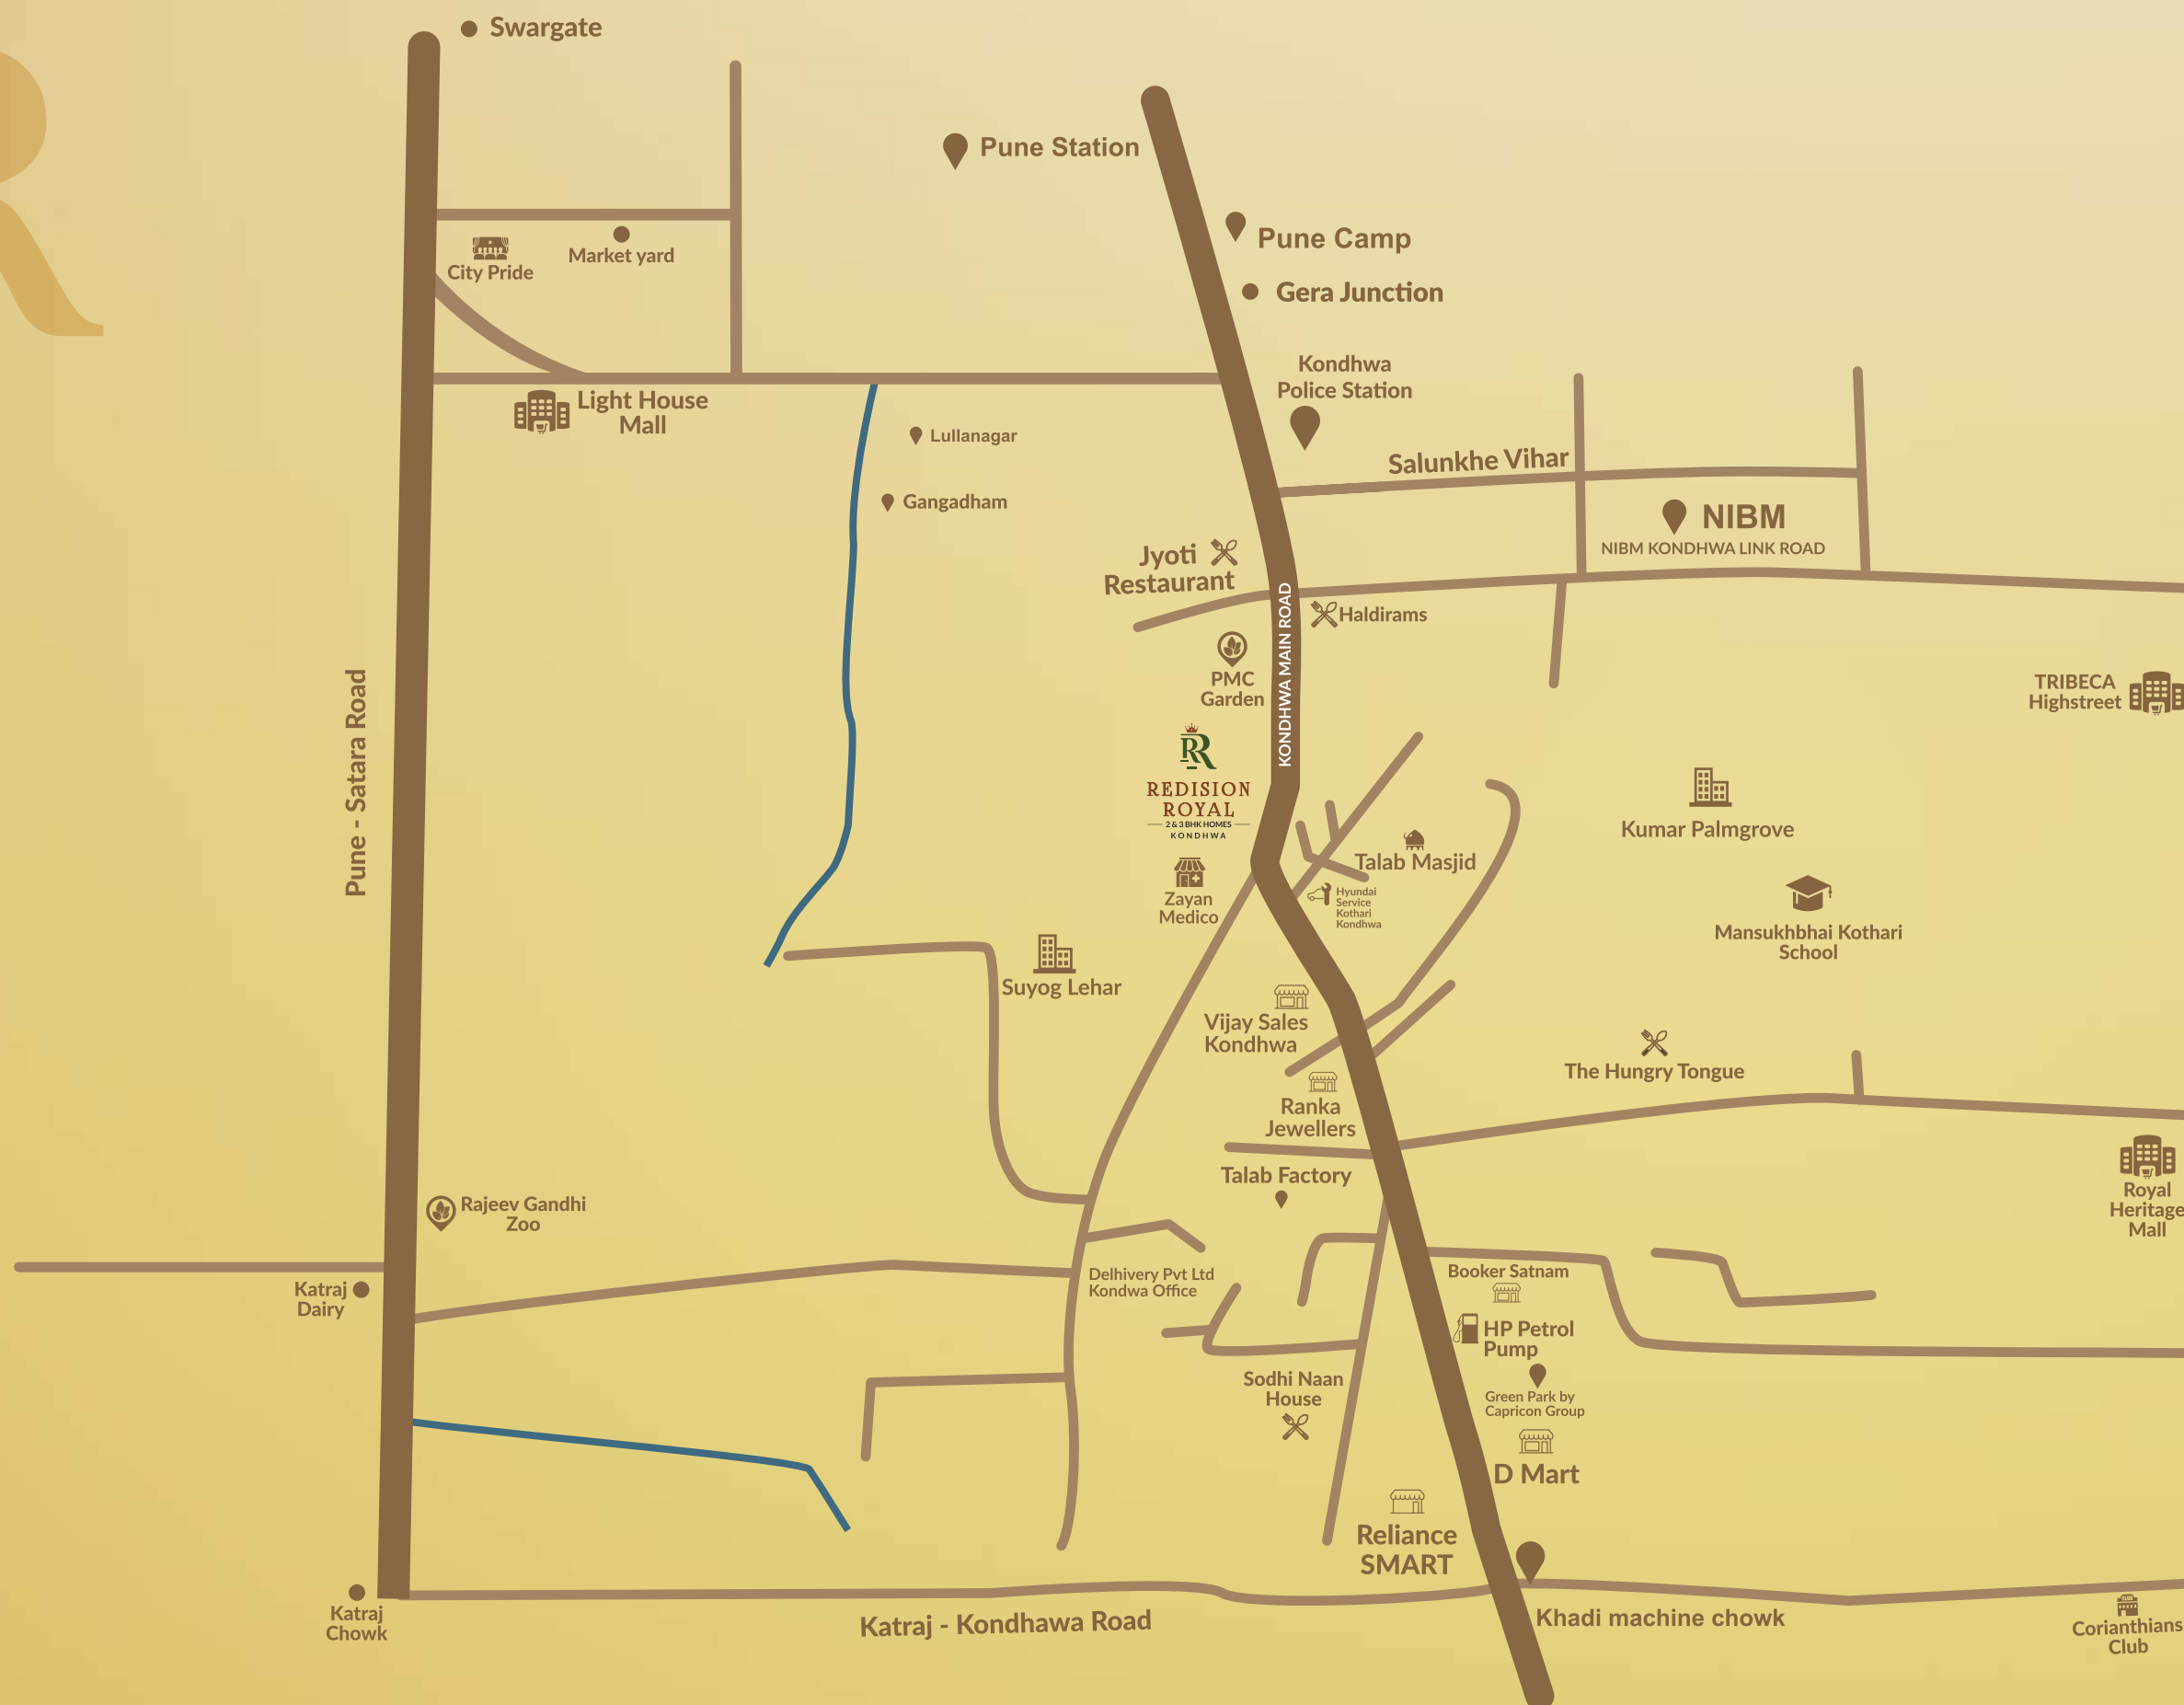 R
Swargate
Pune Station
Pune Camp
City Pride
Market yard
Gera Junction
Kondhwa
Police Station
Light House
Mall
Lullanagar
Salunkhe Vihar
Gangadham
NIBM
NIBM KONDHWA LINK ROAD
Jyoti
Restaurant
Haldirams
KONDHWA MAIN ROAD
PMC
Garden
TRIBECA
Highstreet
Pune - Satara Road
RR
REDISION
ROYAL
2 & 3 BHK HOMES
KONDHWA
Kumar Palmgrove
Talab Masjid
Zayan
Medico
Hyundai
Service
Kothari
Kondhwa
Mansukhbhai Kothari
School
Suyog Lehar
Vijay Sales
Kondhwa
The Hungry Tongue
Ranka
Jewellers
Talab Factory
Royal
Heritage
Mall
Rajeev Gandhi
Zoo
Katraj
Dairy
Delhivery Pvt Ltd
Kondwa Office
Booker Satnam
HP Petrol
Pump
Sodhi Naan
House
Green Park by
Capricon Group
D Mart
Reliance
SMART
Katraj
Chowk
Katraj - Kondhawa Road
Khadi machine chowk
Corianthians
Club